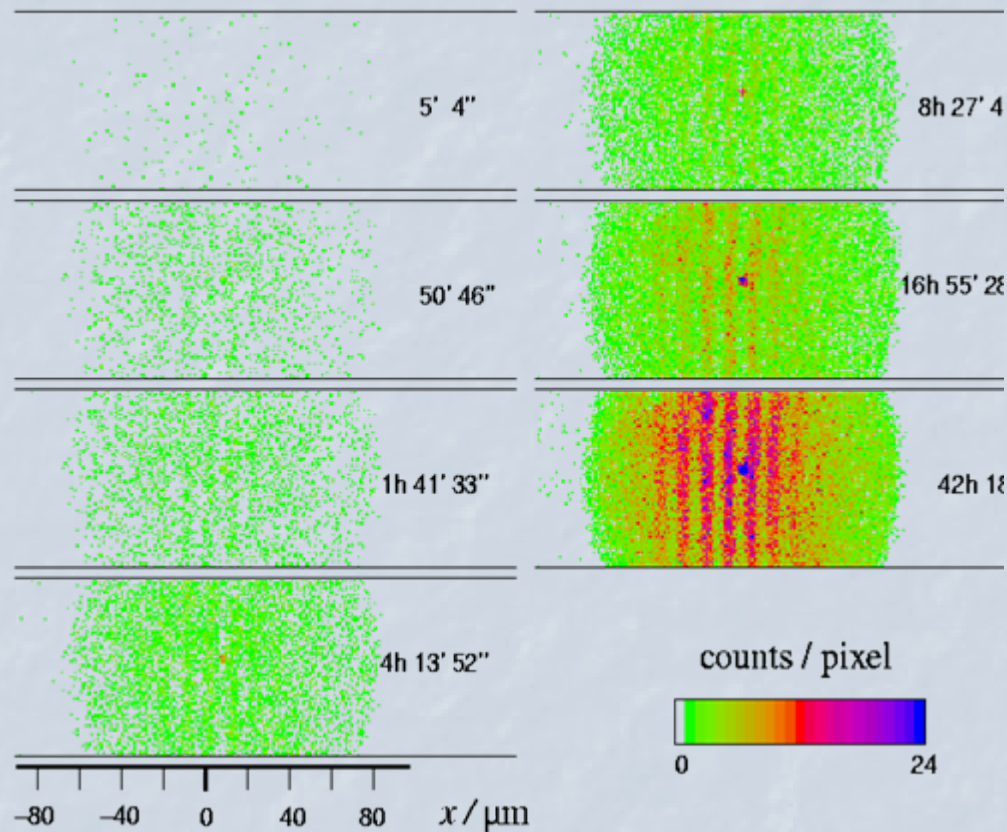 5' 4"
50' 46"
1h 41' 33"
4h 13' 52"
-80 -40 0 40 80 x / μm
8h 27' 4
16h 55' 28
42h 18
counts / pixel
0 24